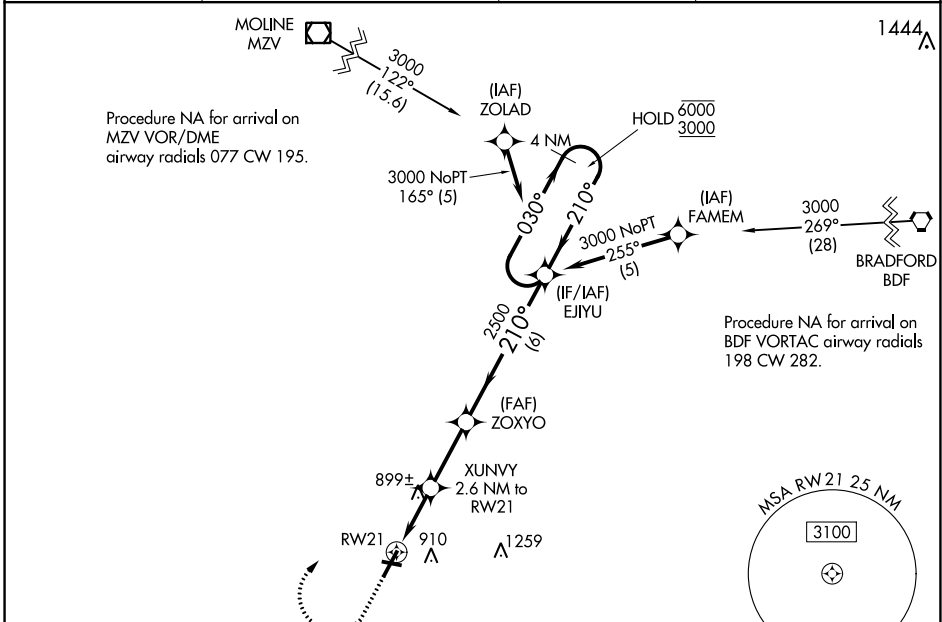 MOLINE
MZV
3000
122°
(15.6)
1444
Procedure NA for arrival on
MZV VOR/DME
airway radials 077 CW 195.
(IAF)
ZOLAD
4 NM
HOLD 6000
3000
3000 NoPT
165° (5)
030°
210°
(IAF)
FAMEM
3000 NoPT
255°
(5)
3000
269°
(28)
BRADFORD
BDF
(IF/IAF)
EJIYU
2500
210°
(6)
Procedure NA for arrival on
BDF VORTAC airway radials
198 CW 282.
(FAF)
ZOXYO
899±
XUNVY
2.6 NM to
RW21
RW21
910
1259
MSA RW 21 25 NM
3100